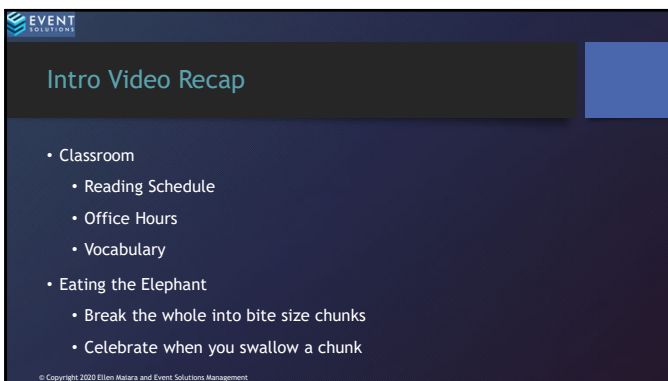 EVENT
SOLUTIONS
Intro Video Recap
• Classroom
• Reading Schedule
• Office Hours
• Vocabulary
• Eating the Elephant
• Break the whole into bite size chunks
• Celebrate when you swallow a chunk
© Copyright 2020 Ellen Maiara and Event Solutions Management